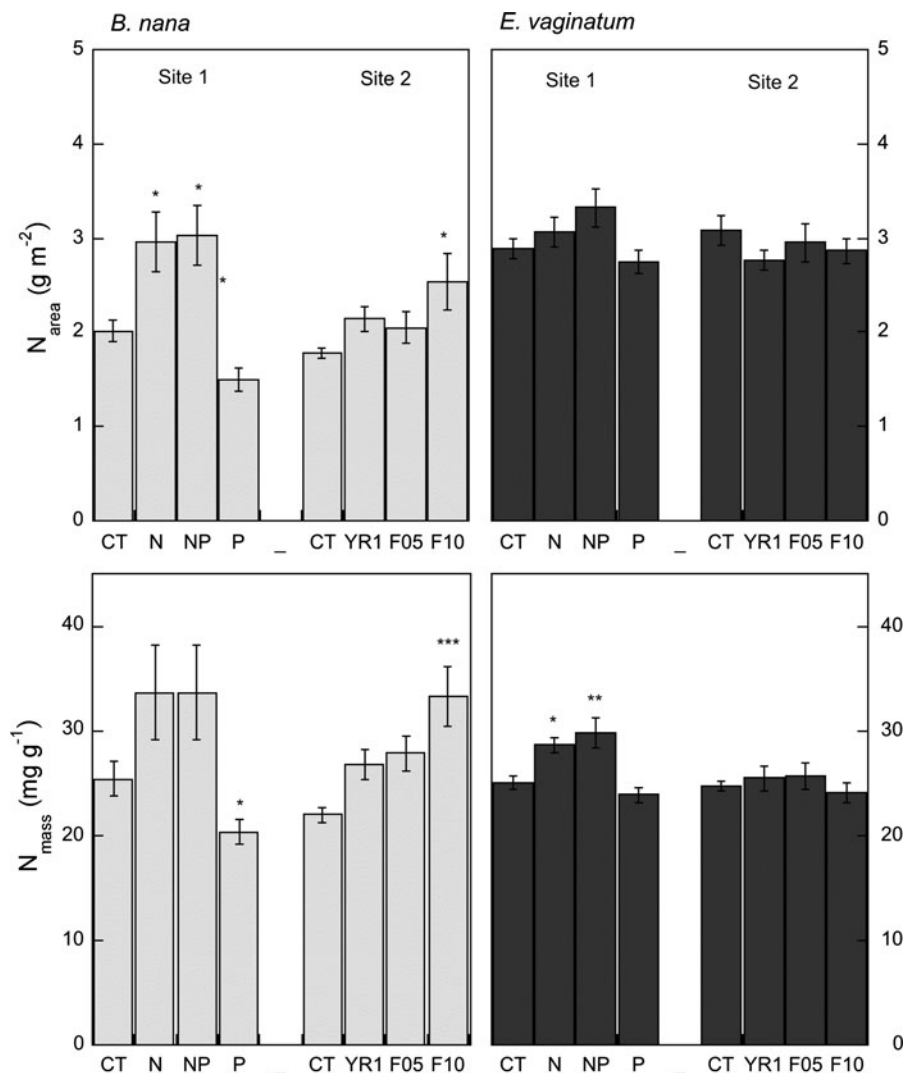 B. nana
E. vaginatum
5 Site 1 Site 2 Site 1 Site 2 5
4 4
* * *
3 3
*
2 2
1 1
0 0
N area (g m⁻²)
CT N NP P _ CT YR1 F05 F10 CT N NP P _ CT YR1 F05 F10
40 40
*** * **
30 30
*
20 20
10 10
0 0
N mass (mg g⁻¹)
CT N NP P _ CT YR1 F05 F10 CT N NP P _ CT YR1 F05 F10